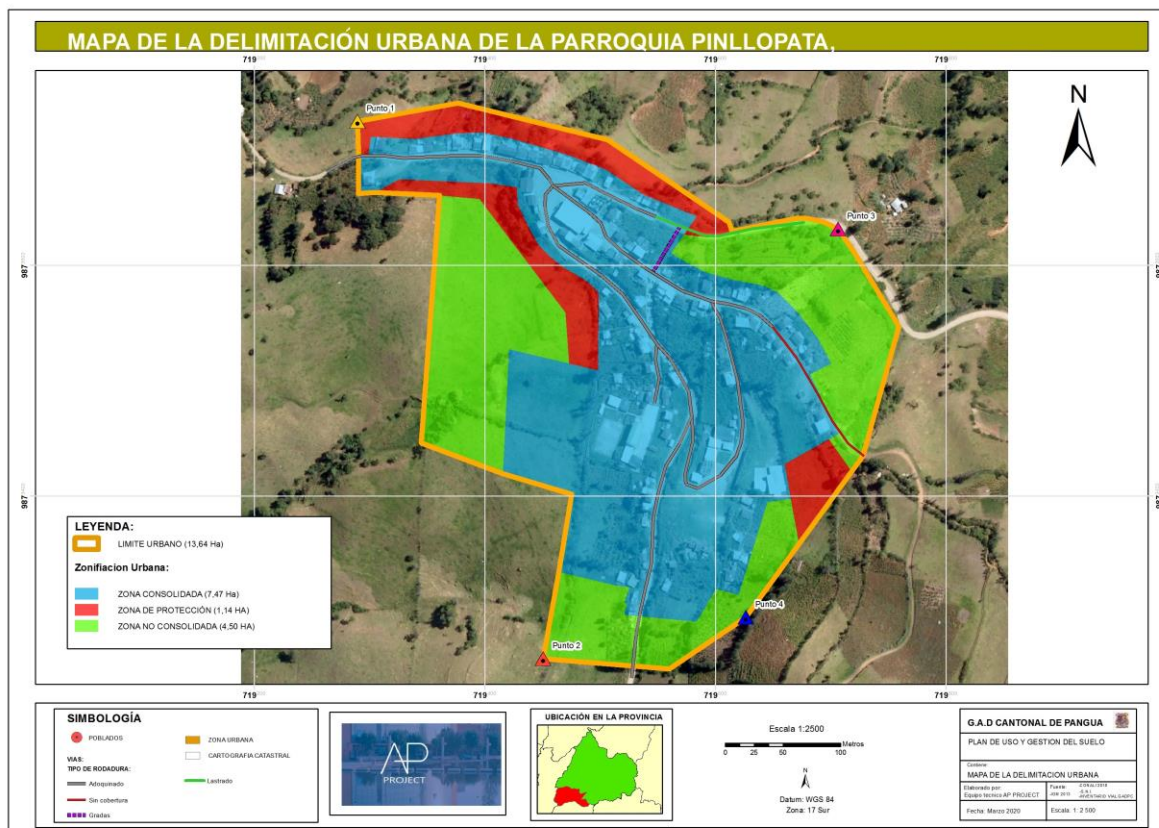 MAPA DE LA DELIMITACIÓN URBANA DE LA PARROQUIA PINLLOPATA,
719 719 719 719
N
Punto 1
Punto 3
987 987
987 987
Punto 4
Punto 2
LEYENDA:
LIMITE URBANO (13,64 Ha)
Zonifiacion Urbana:
ZONA CONSOLIDADA (7,47 Ha)
ZONA DE PROTECCIÓN (1,14 HA)
ZONA NO CONSOLIDADA (4,50 HA)
719 719 719 719
SIMBOLOGÍA
POBLADOS
VIAS:
TIPO DE RODADURA:
Adoquinado
Sin cobertura
Gradas
ZONA URBANA
CARTOGRAFIA CATASTRAL
Lastrado
AP
PROJECT
UBICACIÓN EN LA PROVINCIA
Escala 1:2500
Metros
0 25 50 100
N
Datum: WGS 84
Zona: 17 Sur
G.A.D CANTONAL DE PANGUA
PLAN DE USO Y GESTION DEL SUELO
Contiene:
MAPA DE LA DELIMITACION URBANA
Elaborado por:
Equipo tecnico AP PROJECT
Fuente:
Fecha: Marzo 2020
Escala: 1: 2 500